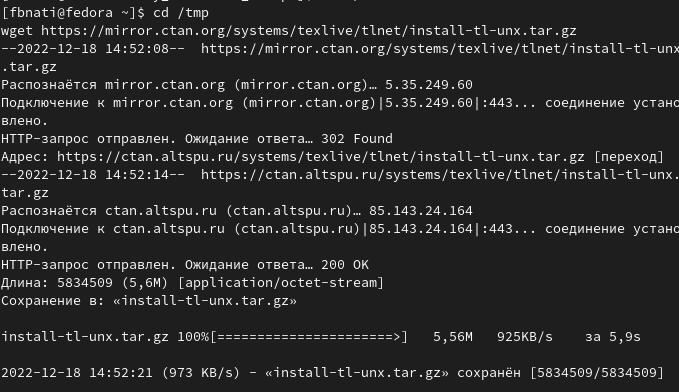 [fbnati@fedora ~]$ cd /tmp
wget https://mirror.ctan.org/systems/texlive/tlnet/install-tl-unx.tar.gz
--2022-12-18 14:52:08--  https://mirror.ctan.org/systems/texlive/tlnet/install-tl-unx
.tar.gz
Распознаётся mirror.ctan.org (mirror.ctan.org)… 5.35.249.60
Подключение к mirror.ctan.org (mirror.ctan.org)|5.35.249.60|:443... соединение устано
влено.
HTTP-запрос отправлен. Ожидание ответа… 302 Found
Адрес: https://ctan.altspu.ru/systems/texlive/tlnet/install-tl-unx.tar.gz [переход]
--2022-12-18 14:52:14--  https://ctan.altspu.ru/systems/texlive/tlnet/install-tl-unx.
tar.gz
Распознаётся ctan.altspu.ru (ctan.altspu.ru)… 85.143.24.164
Подключение к ctan.altspu.ru (ctan.altspu.ru)|85.143.24.164|:443... соединение устано
влено.
HTTP-запрос отправлен. Ожидание ответа… 200 OK
Длина: 5834509 (5,6M) [application/octet-stream]
Сохранение в: «install-tl-unx.tar.gz»
install-tl-unx.tar.gz 100%[======================>]   5,56M   925KB/s    за 5,9s
2022-12-18 14:52:21 (973 KB/s) - «install-tl-unx.tar.gz» сохранён [5834509/5834509]